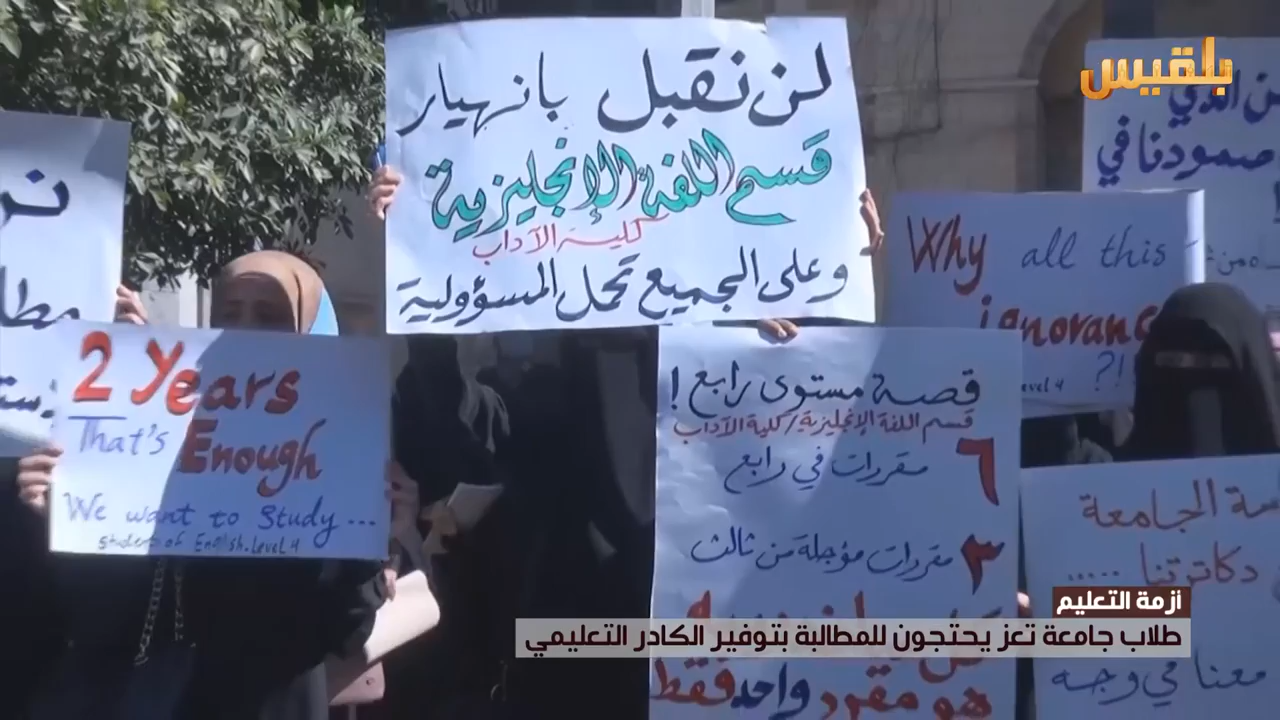 بلقيس
لن نقبل بانهيار
قسم اللغة الإنجليزية
كلية الآداب
وعلى الجميع تحمل المسؤولية
صمودنا في
Why all this
ignorance
?!
2 Years
That's Enough
We want to study...
students of English. Level 4
قصة مستوى رابع!
قسم اللغة الإنجليزية/كلية الآداب
٦ مقررات في رابع
٣ مقررات مؤجلة من ثالث
هو مقرر واحد فقط
الجامعة
دكاترتنا .....
معنا في وجه
أزمة التعليم
طلاب جامعة تعز يحتجون للمطالبة بتوفير الكادر التعليمي